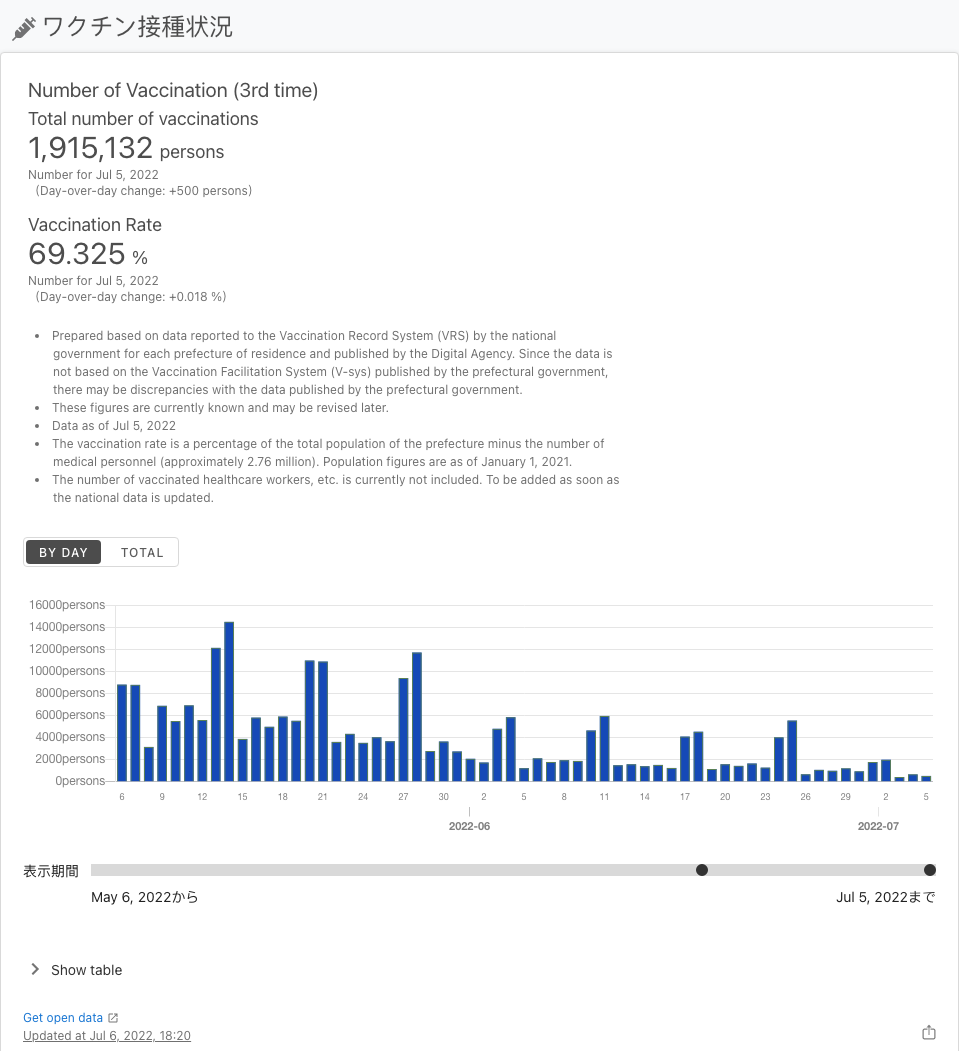 ワクチン接種状況
Number of Vaccination (3rd time)
Total number of vaccinations
1,915,132 persons
Number for Jul 5, 2022
(Day-over-day change: +500 persons)
Vaccination Rate
69.325 %
Number for Jul 5, 2022
(Day-over-day change: +0.018 %)
• Prepared based on data reported to the Vaccination Record System (VRS) by the national
government for each prefecture of residence and published by the Digital Agency. Since the data is
not based on the Vaccination Facilitation System (V-sys) published by the prefectural government,
there may be discrepancies with the data published by the prefectural government.
• These figures are currently known and may be revised later.
• Data as of Jul 5, 2022
• The vaccination rate is a percentage of the total population of the prefecture minus the number of
medical personnel (approximately 2.76 million). Population figures are as of January 1, 2021.
• The number of vaccinated healthcare workers, etc. is currently not included. To be added as soon as
the national data is updated.
BY DAY TOTAL
16000persons
14000persons
12000persons
10000persons
8000persons
6000persons
4000persons
2000persons
0persons
6 9 12 15 18 21 24 27 30 2 5 8 11 14 17 20 23 26 29 2 5
2022-06 2022-07
表示期間
May 6, 2022から Jul 5, 2022まで
Show table
Get open data
Updated at Jul 6, 2022, 18:20